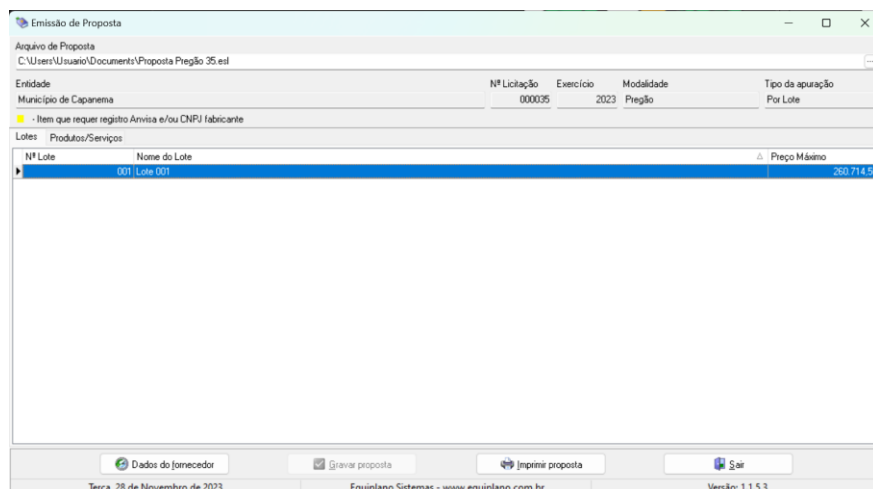 Emissão de Proposta
Arquivo de Proposta
C:\Users\Usuario\Documents\Proposta Pregão 35.esl
Entidade Nº Licitação Exercício Modalidade Tipo da apuração
Município de Capanema 000035 2023 Pregão Por Lote
- Item que requer registro Anvisa e/ou CNPJ fabricante
Lotes Produtos/Serviços
Nº Lote Nome do Lote Preço Máximo
001 Lote 001 260.714,5
Dados do fornecedor Gravar proposta Imprimir proposta Sair
Terça, 28 de Novembro de 2023 Equiplano Sistemas - www.equiplano.com.br Versão: 1.1.5.3